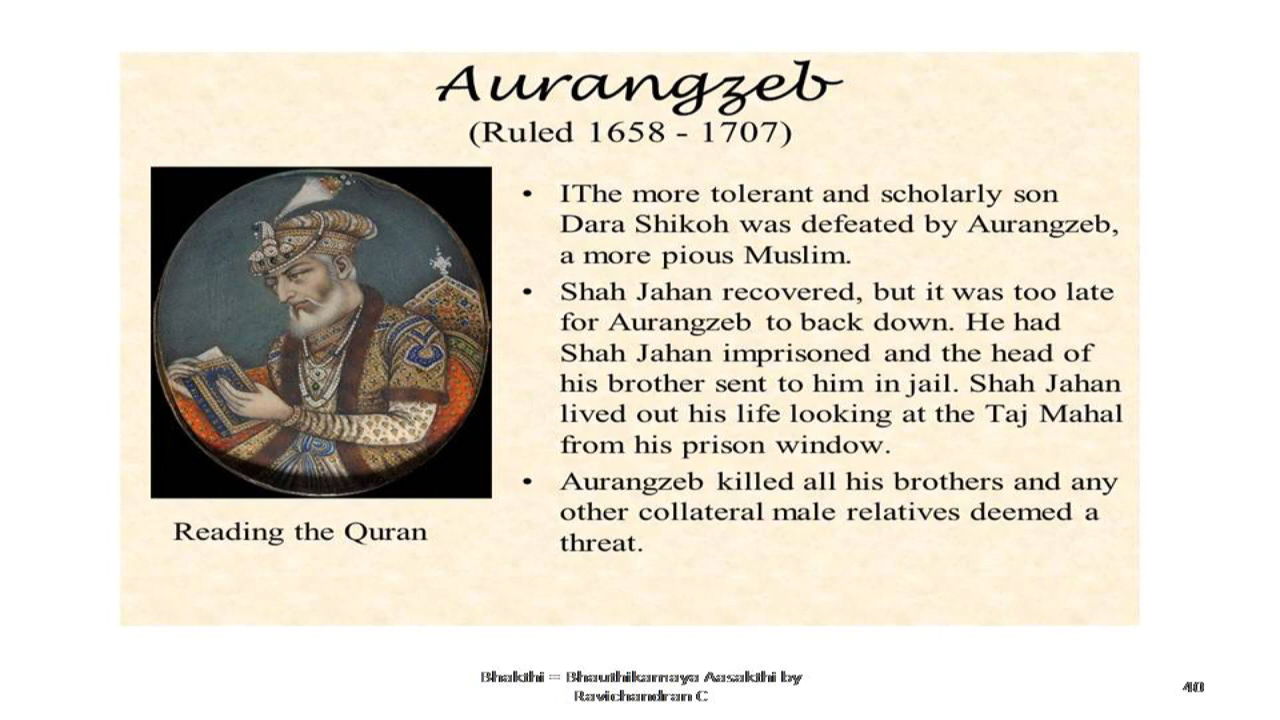 Aurangzeb
(Ruled 1658 - 1707)
• IThe more tolerant and scholarly son
Dara Shikoh was defeated by Aurangzeb,
a more pious Muslim.
• Shah Jahan recovered, but it was too late
for Aurangzeb to back down. He had
Shah Jahan imprisoned and the head of
his brother sent to him in jail. Shah Jahan
lived out his life looking at the Taj Mahal
from his prison window.
• Aurangzeb killed all his brothers and any
other collateral male relatives deemed a
threat.
Reading the Quran
Bhakthi = Bhauthikamaya Aasakthi by
Ravichandran C
40